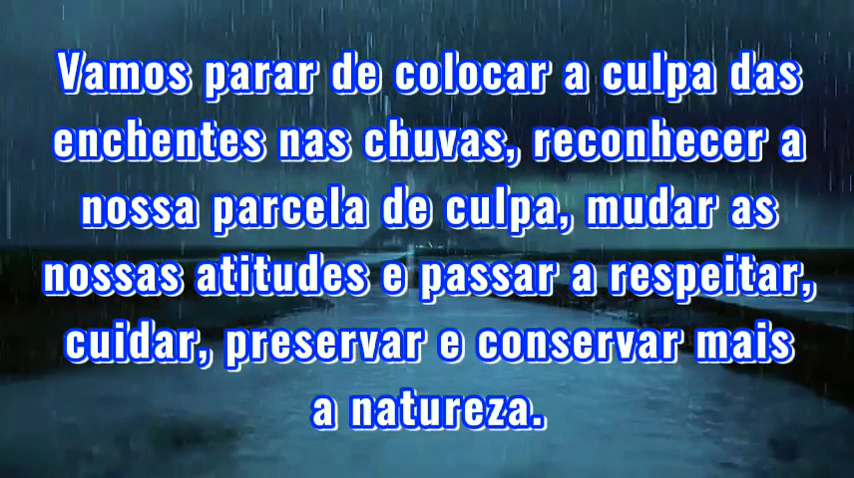 Vamos parar de colocar a culpa das
enchentes nas chuvas, reconhecer a
nossa parcela de culpa, mudar as
nossas atitudes e passar a respeitar,
cuidar, preservar e conservar mais
a natureza.